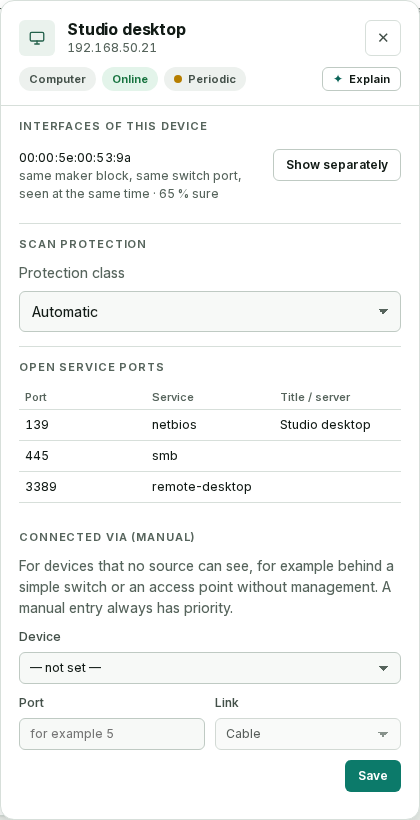 Studio desktop
192.168.50.21
Computer Online Periodic Explain
INTERFACES OF THIS DEVICE
00:00:5e:00:53:9a
same maker block, same switch port,
seen at the same time · 65 % sure
Show separately
SCAN PROTECTION
Protection class
Automatic
OPEN SERVICE PORTS
Port Service Title / server
139 netbios Studio desktop
445 smb
3389 remote-desktop
CONNECTED VIA (MANUAL)
For devices that no source can see, for example behind a
simple switch or an access point without management. A
manual entry always has priority.
Device
— not set —
Port Link
for example 5 Cable
Save